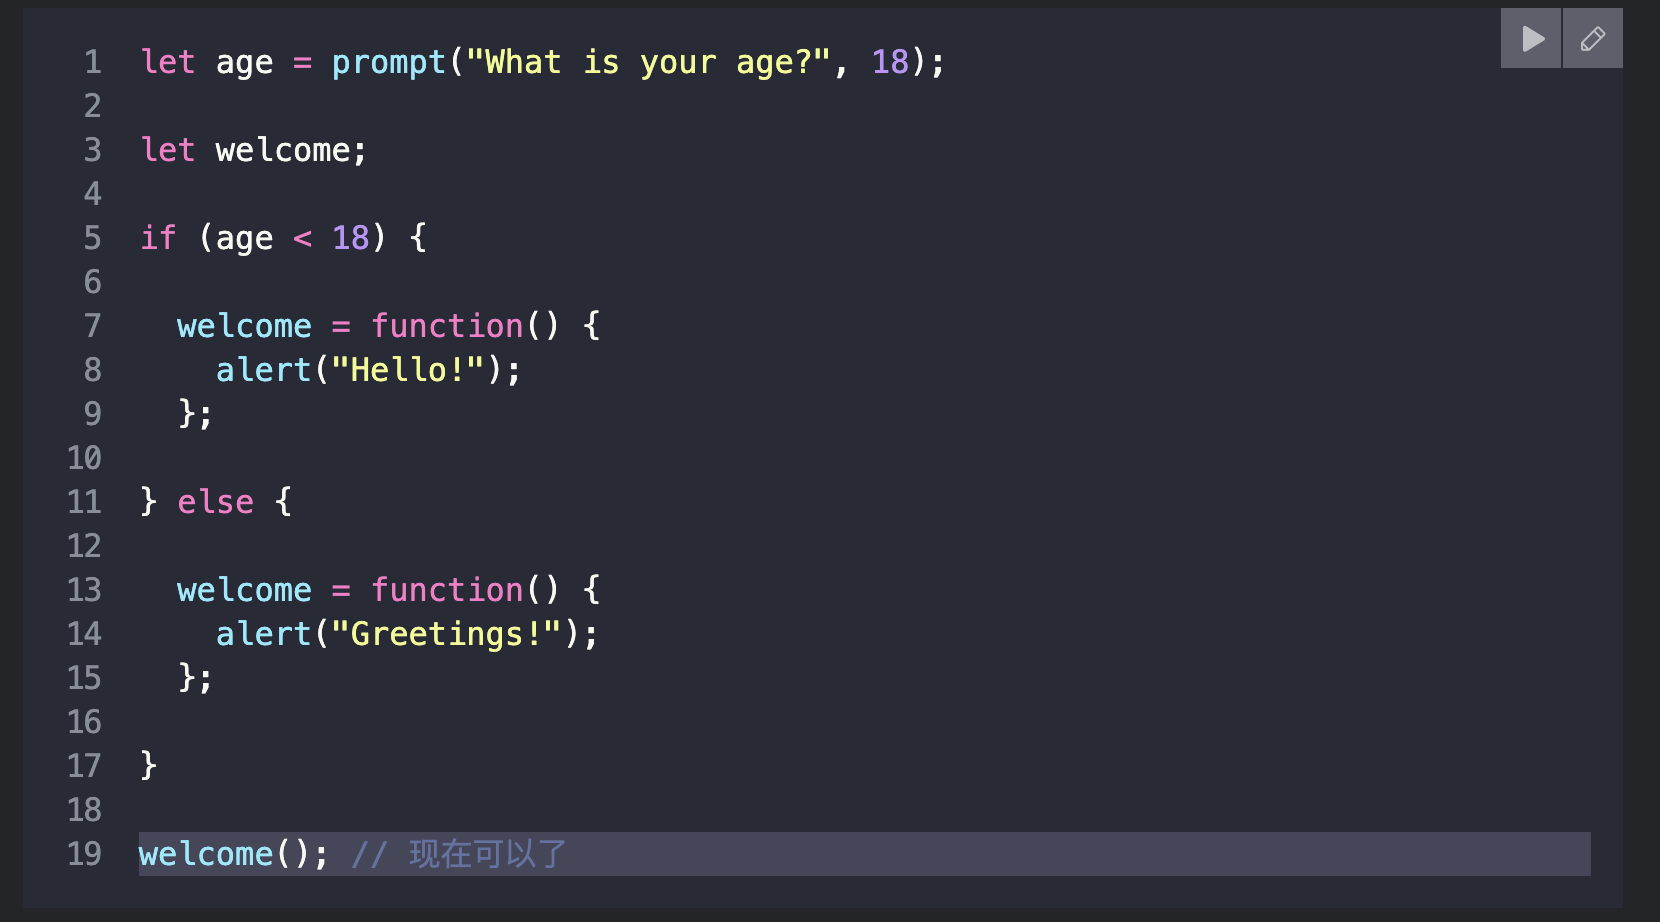 1 let age = prompt("What is your age?", 18);
2
3 let welcome;
4
5 if (age < 18) {
6
7   welcome = function() {
8     alert("Hello!");
9   };
10
11 } else {
12
13   welcome = function() {
14     alert("Greetings!");
15   };
16
17 }
18
19 welcome(); // 现在可以了